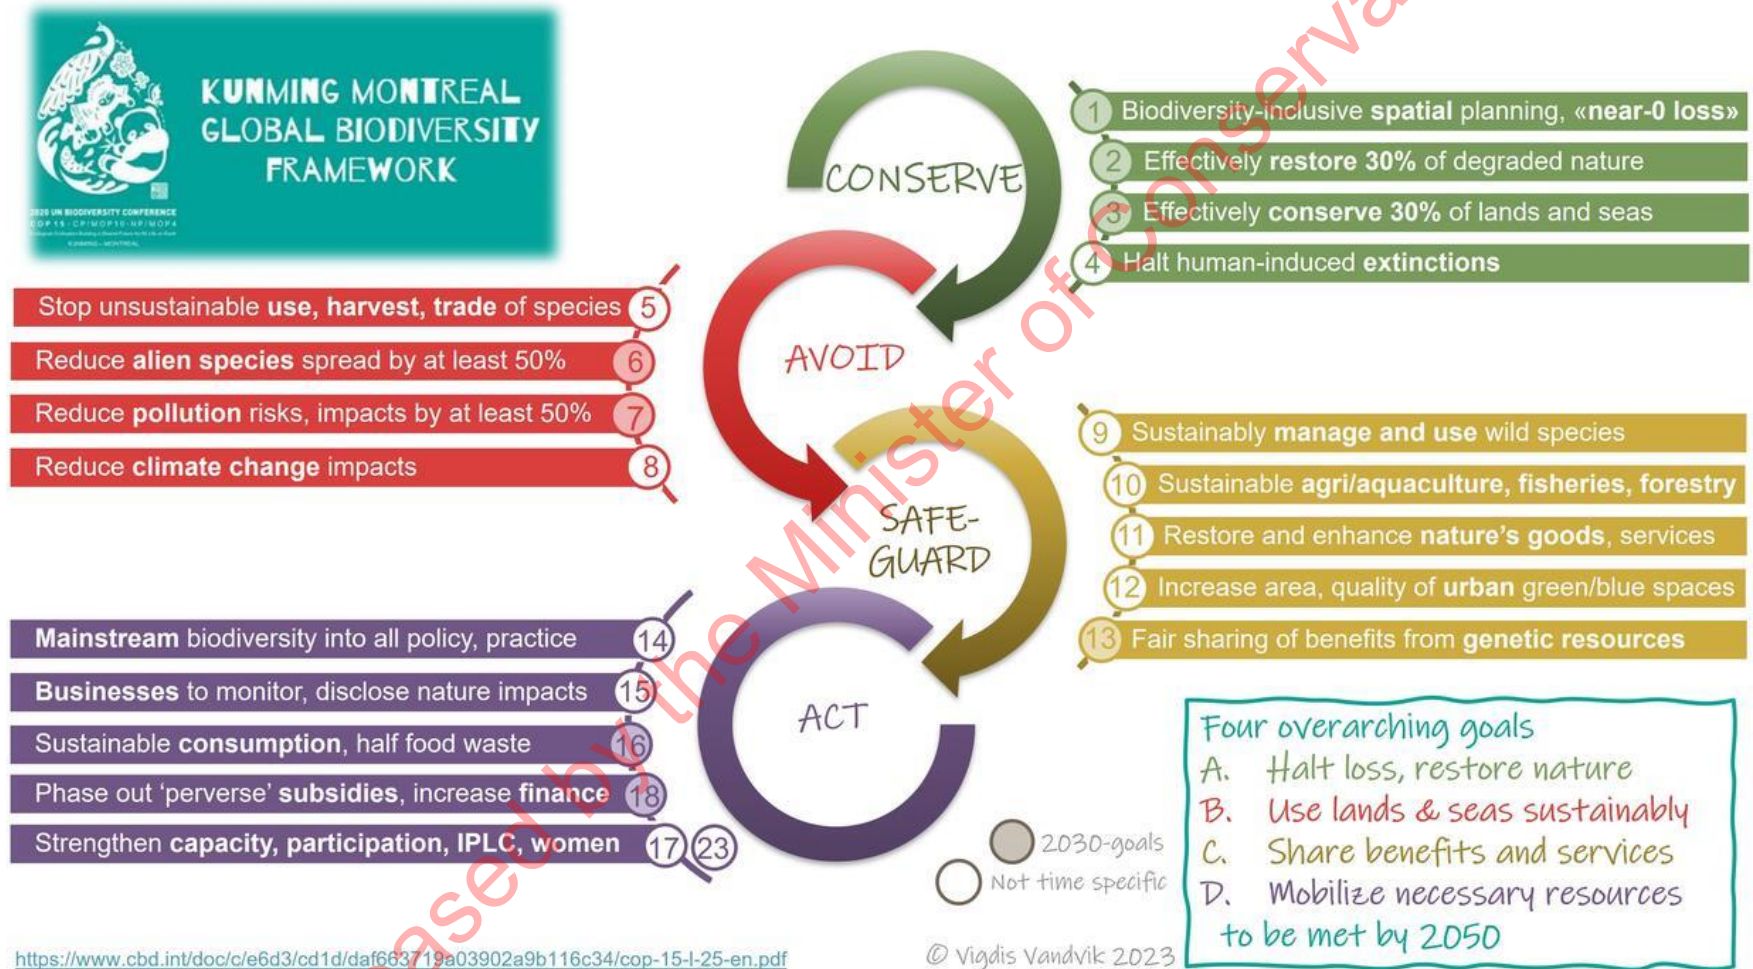 KUNMING MONTREAL
GLOBAL BIODIVERSITY
FRAMEWORK
2020 UN BIODIVERSITY CONFERENCE
COP15-CP/MOP10-NP/MOP4
KUNMING – MONTREAL
CONSERVE
1 Biodiversity-inclusive spatial planning, «near-0 loss»
2 Effectively restore 30% of degraded nature
3 Effectively conserve 30% of lands and seas
4 Halt human-induced extinctions
AVOID
Stop unsustainable use, harvest, trade of species 5
Reduce alien species spread by at least 50% 6
Reduce pollution risks, impacts by at least 50% 7
Reduce climate change impacts 8
SAFE-
GUARD
9 Sustainably manage and use wild species
10 Sustainable agri/aquaculture, fisheries, forestry
11 Restore and enhance nature's goods, services
12 Increase area, quality of urban green/blue spaces
13 Fair sharing of benefits from genetic resources
ACT
Mainstream biodiversity into all policy, practice 14
Businesses to monitor, disclose nature impacts 15
Sustainable consumption, half food waste 16
Phase out 'perverse' subsidies, increase finance 18
Strengthen capacity, participation, IPLC, women 17 23
2030-goals
Not time specific
Four overarching goals
A. Halt loss, restore nature
B. Use lands & seas sustainably
C. Share benefits and services
D. Mobilize necessary resources
to be met by 2050
https://www.cbd.int/doc/c/e6d3/cd1d/daf663719a03902a9b116c34/cop-15-l-25-en.pdf
© Vigdis Vandvik 2023
ased by the Minister of Conserva